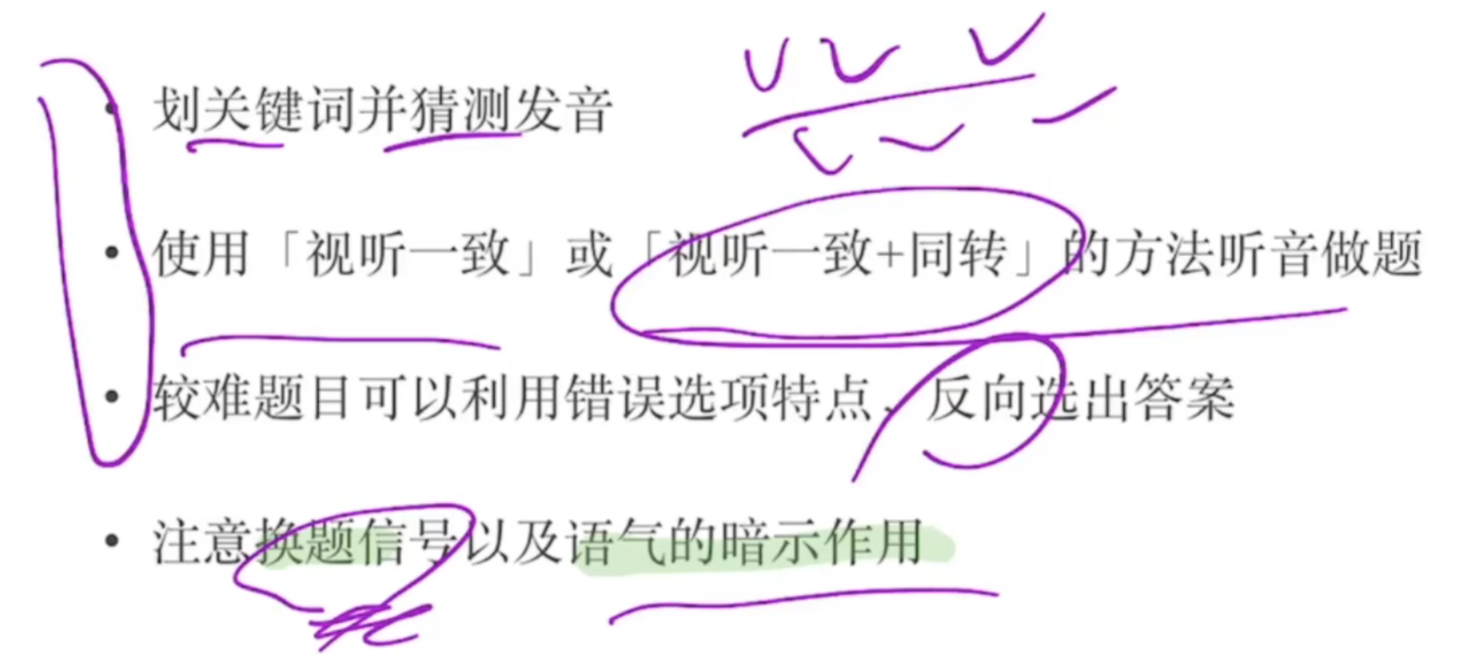 • 划关键词并猜测发音
• 使用「视听一致」或「视听一致+同转」的方法听音做题
• 较难题目可以利用错误选项特点、反向选出答案
• 注意换题信号以及语气的暗示作用